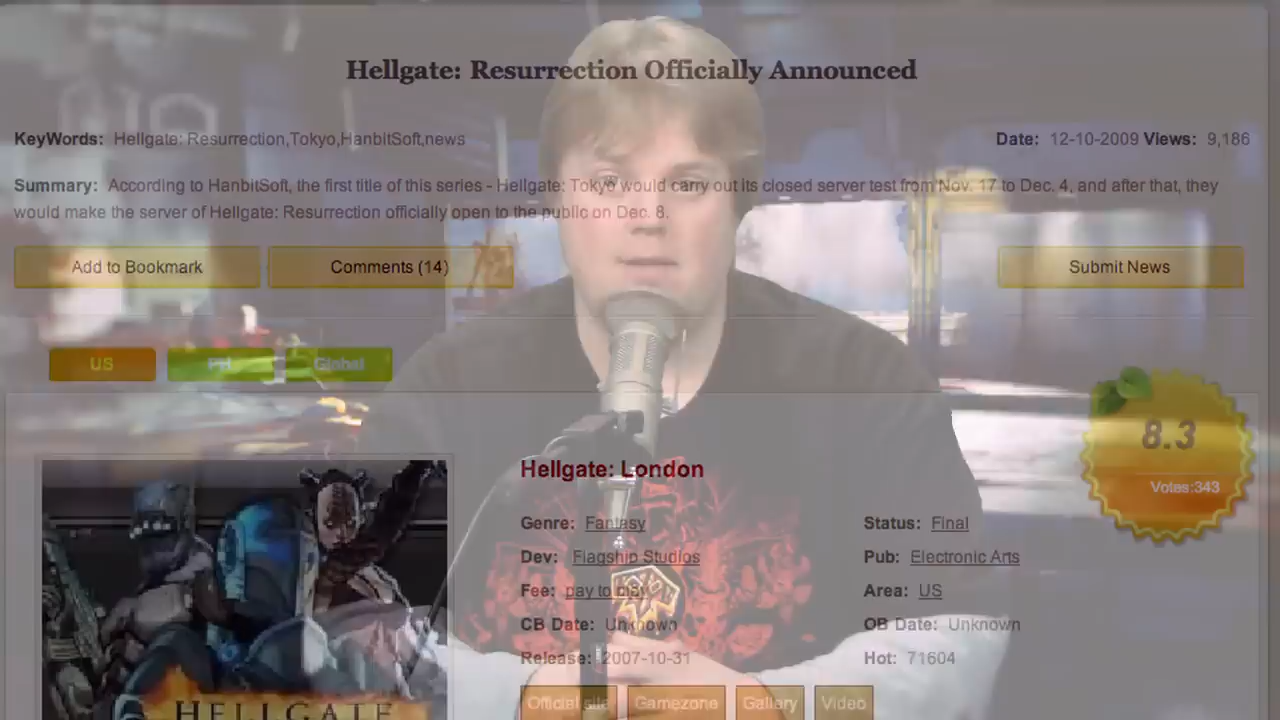 Hellgate: Resurrection Officially Announced
KeyWords: Hellgate: Resurrection,Tokyo,HanbitSoft,news
Date: 12-10-2009 Views: 9,186
Summary: According to HanbitSoft, the first title of this series - Hellgate: Tokyo would carry out its closed server test from Nov. 17 to Dec. 4, and after that, they
would make the server of Hellgate: Resurrection officially open to the public on Dec. 8.
Add to Bookmark
Comments (14)
Submit News
US
Global
8.3
Votes:343
Hellgate: London
Genre: Fantasy
Status: Final
Dev: Flagship Studios
Pub: Electronic Arts
Fee: pay to play
Area: US
CB Date: Unknown
OB Date: Unknown
Release: 2007-10-31
Hot: 71604
Official site
Gamezone
Gallery
Video
HELLGATE